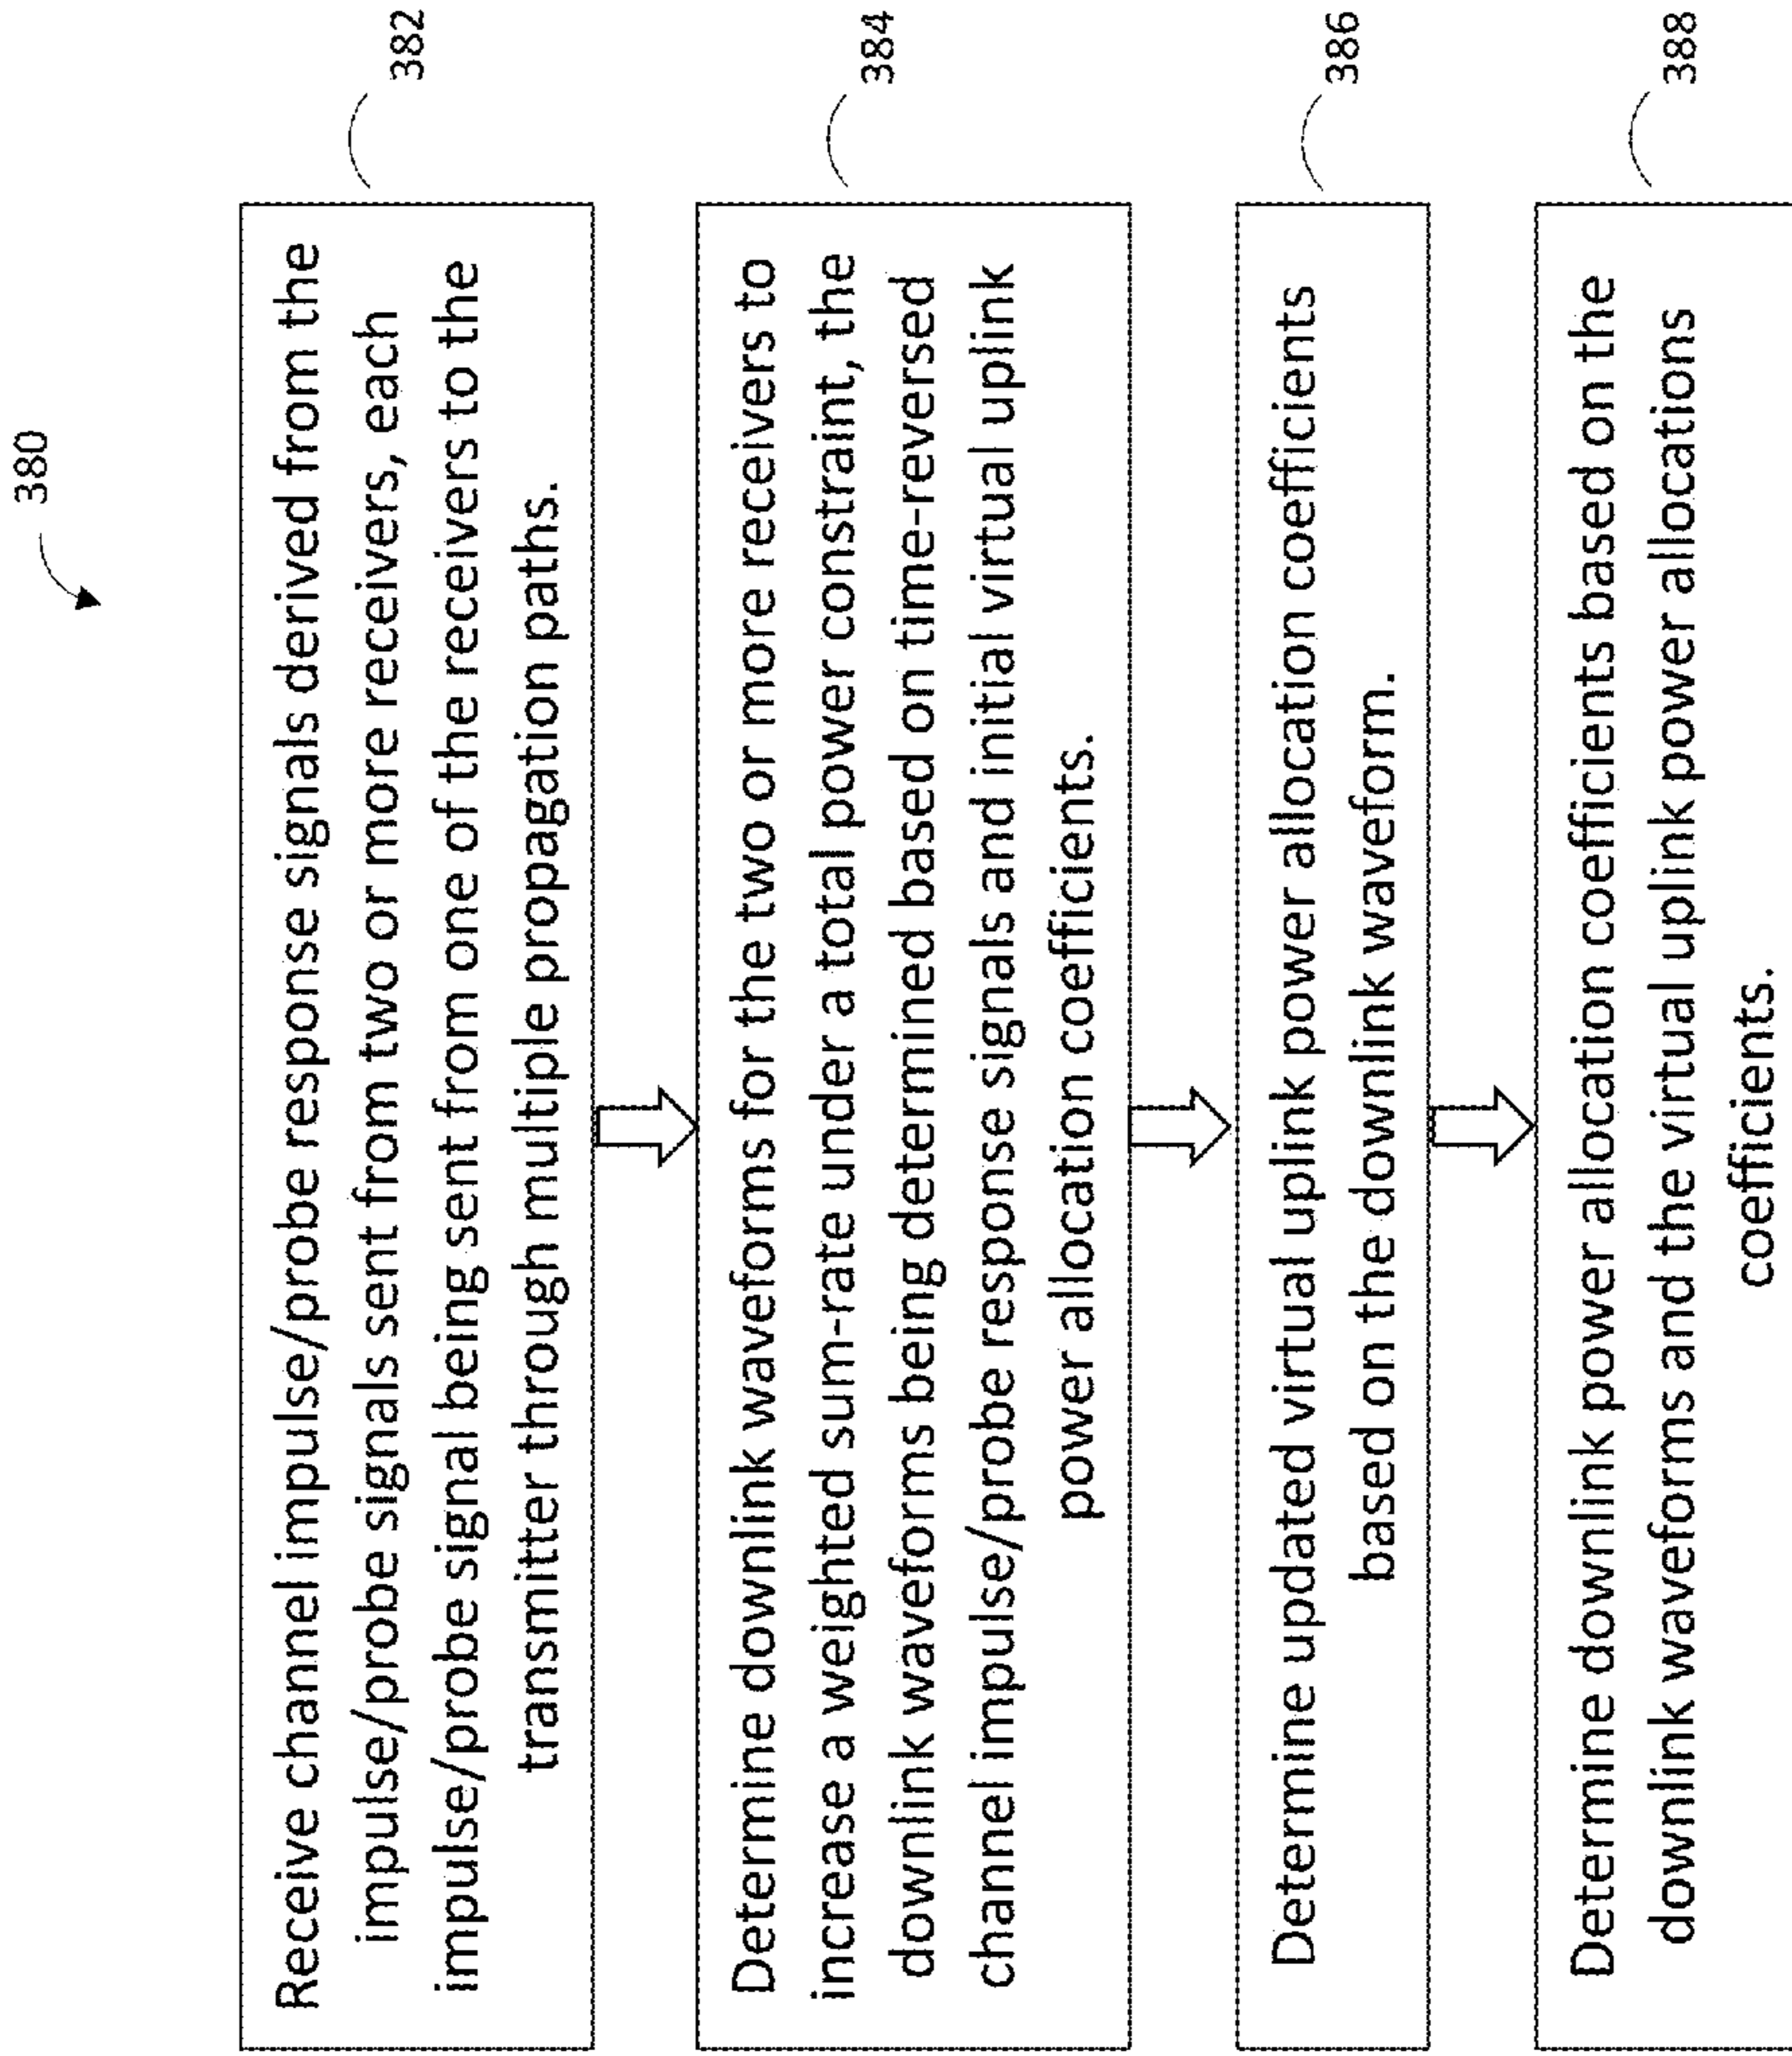 380
Receive channel impulse/probe response signals derived from the
impulse/probe signals sent from two or more receivers, each
impulse/probe signal being sent from one of the receivers to the
transmitter through multiple propagation paths.
382
Determine downlink waveforms for the two or more receivers to
increase a weighted sum-rate under a total power constraint, the
downlink waveforms being determined based on time-reversed
channel impulse/probe response signals and initial virtual uplink
power allocation coefficients.
384
Determine updated virtual uplink power allocation coefficients
based on the downlink waveform.
386
Determine downlink power allocation coefficients based on the
downlink waveforms and the virtual uplink power allocations
coefficients.
388